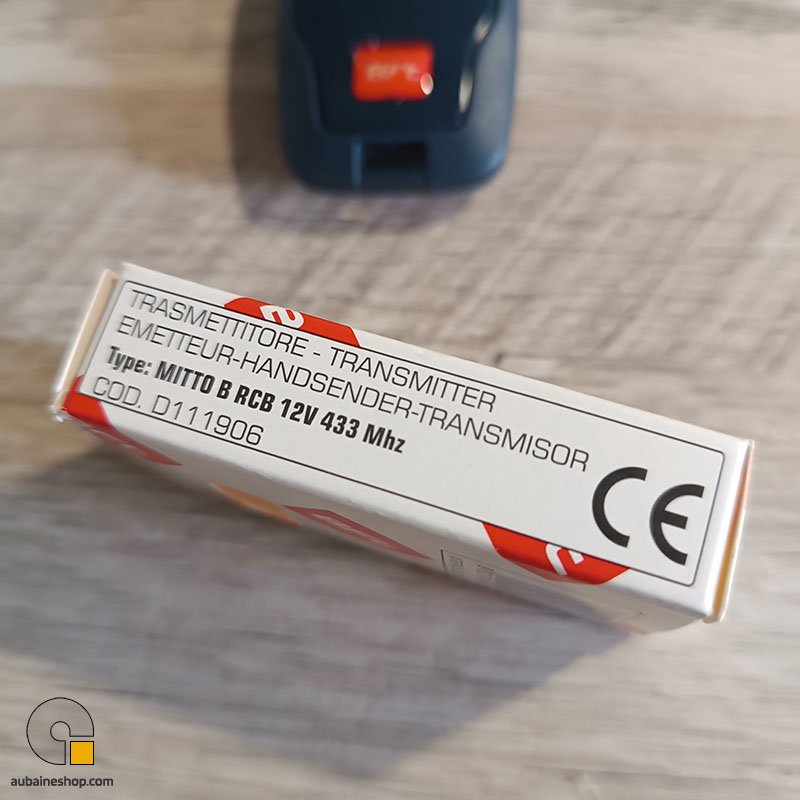 TRASMETTITORE - TRANSMITTER
EMETTEUR-HANDSENDER-TRANSMISOR
Type: MITTO B RCB 12V 433 Mhz
COD. D111906
CE
aubaineshop.com